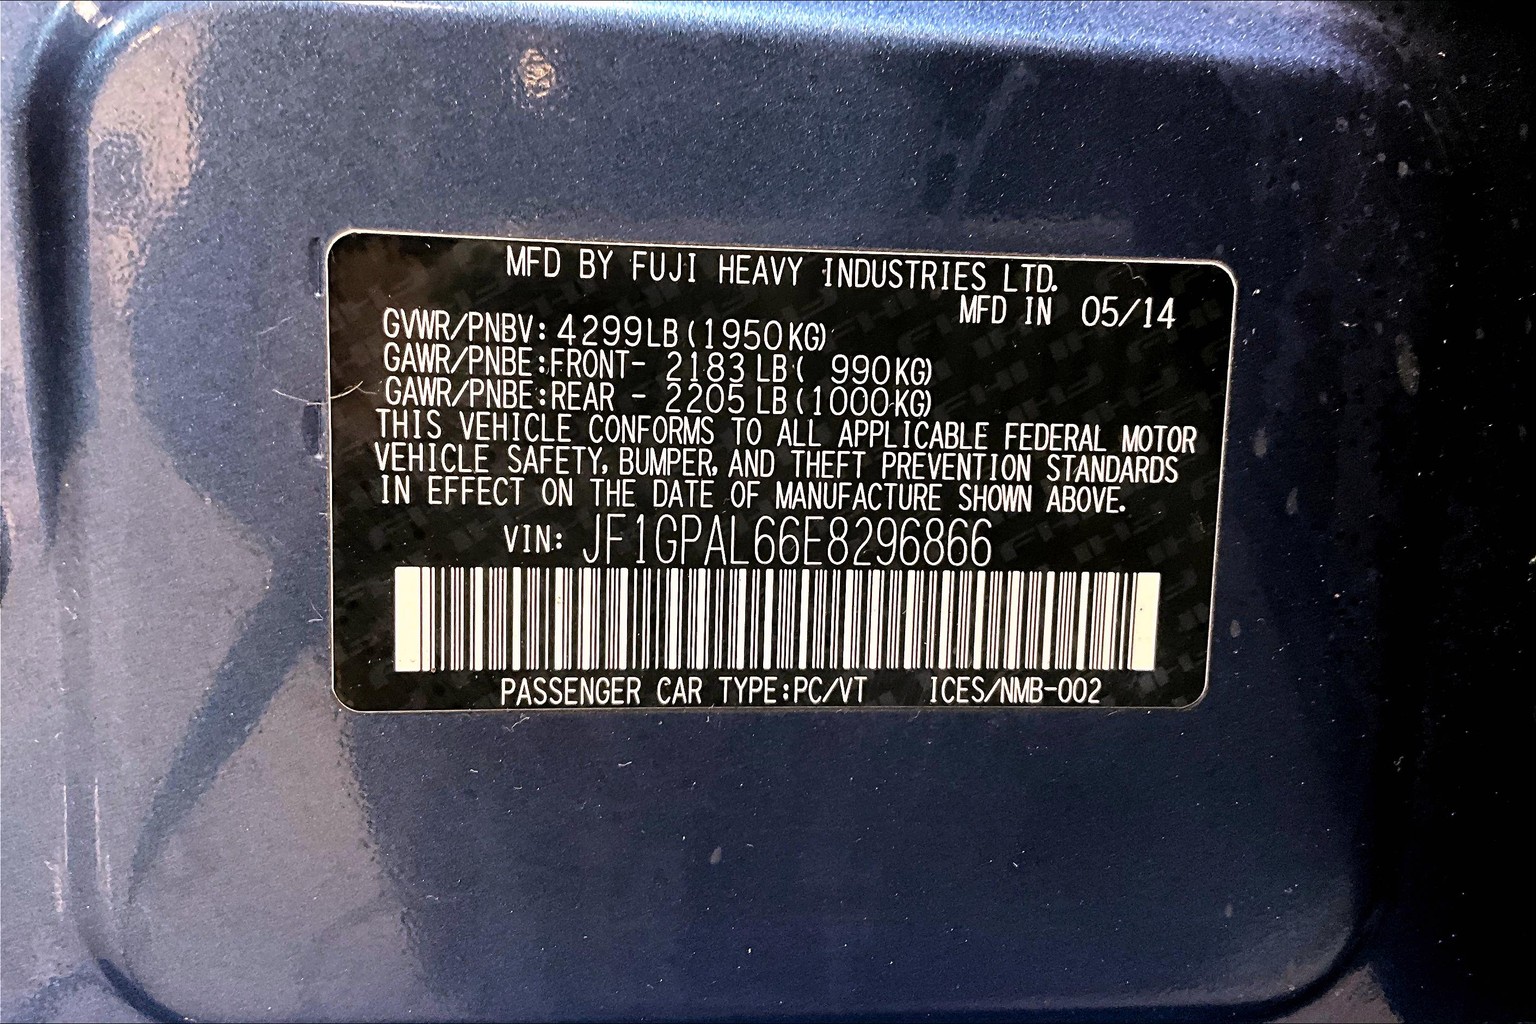 MFD BY FUJI HEAVY INDUSTRIES LTD.
MFD IN 05/14
GVWR/PNBV: 4299LB(1950KG)
GAWR/PNBE:FRONT- 2183LB( 990KG)
GAWR/PNBE:REAR - 2205LB(1000KG)
THIS VEHICLE CONFORMS TO ALL APPLICABLE FEDERAL MOTOR
VEHICLE SAFETY, BUMPER, AND THEFT PREVENTION STANDARDS
IN EFFECT ON THE DATE OF MANUFACTURE SHOWN ABOVE.
VIN: JF1GPAL66E8296866
PASSENGER CAR TYPE:PC/VT ICES/NMB-002